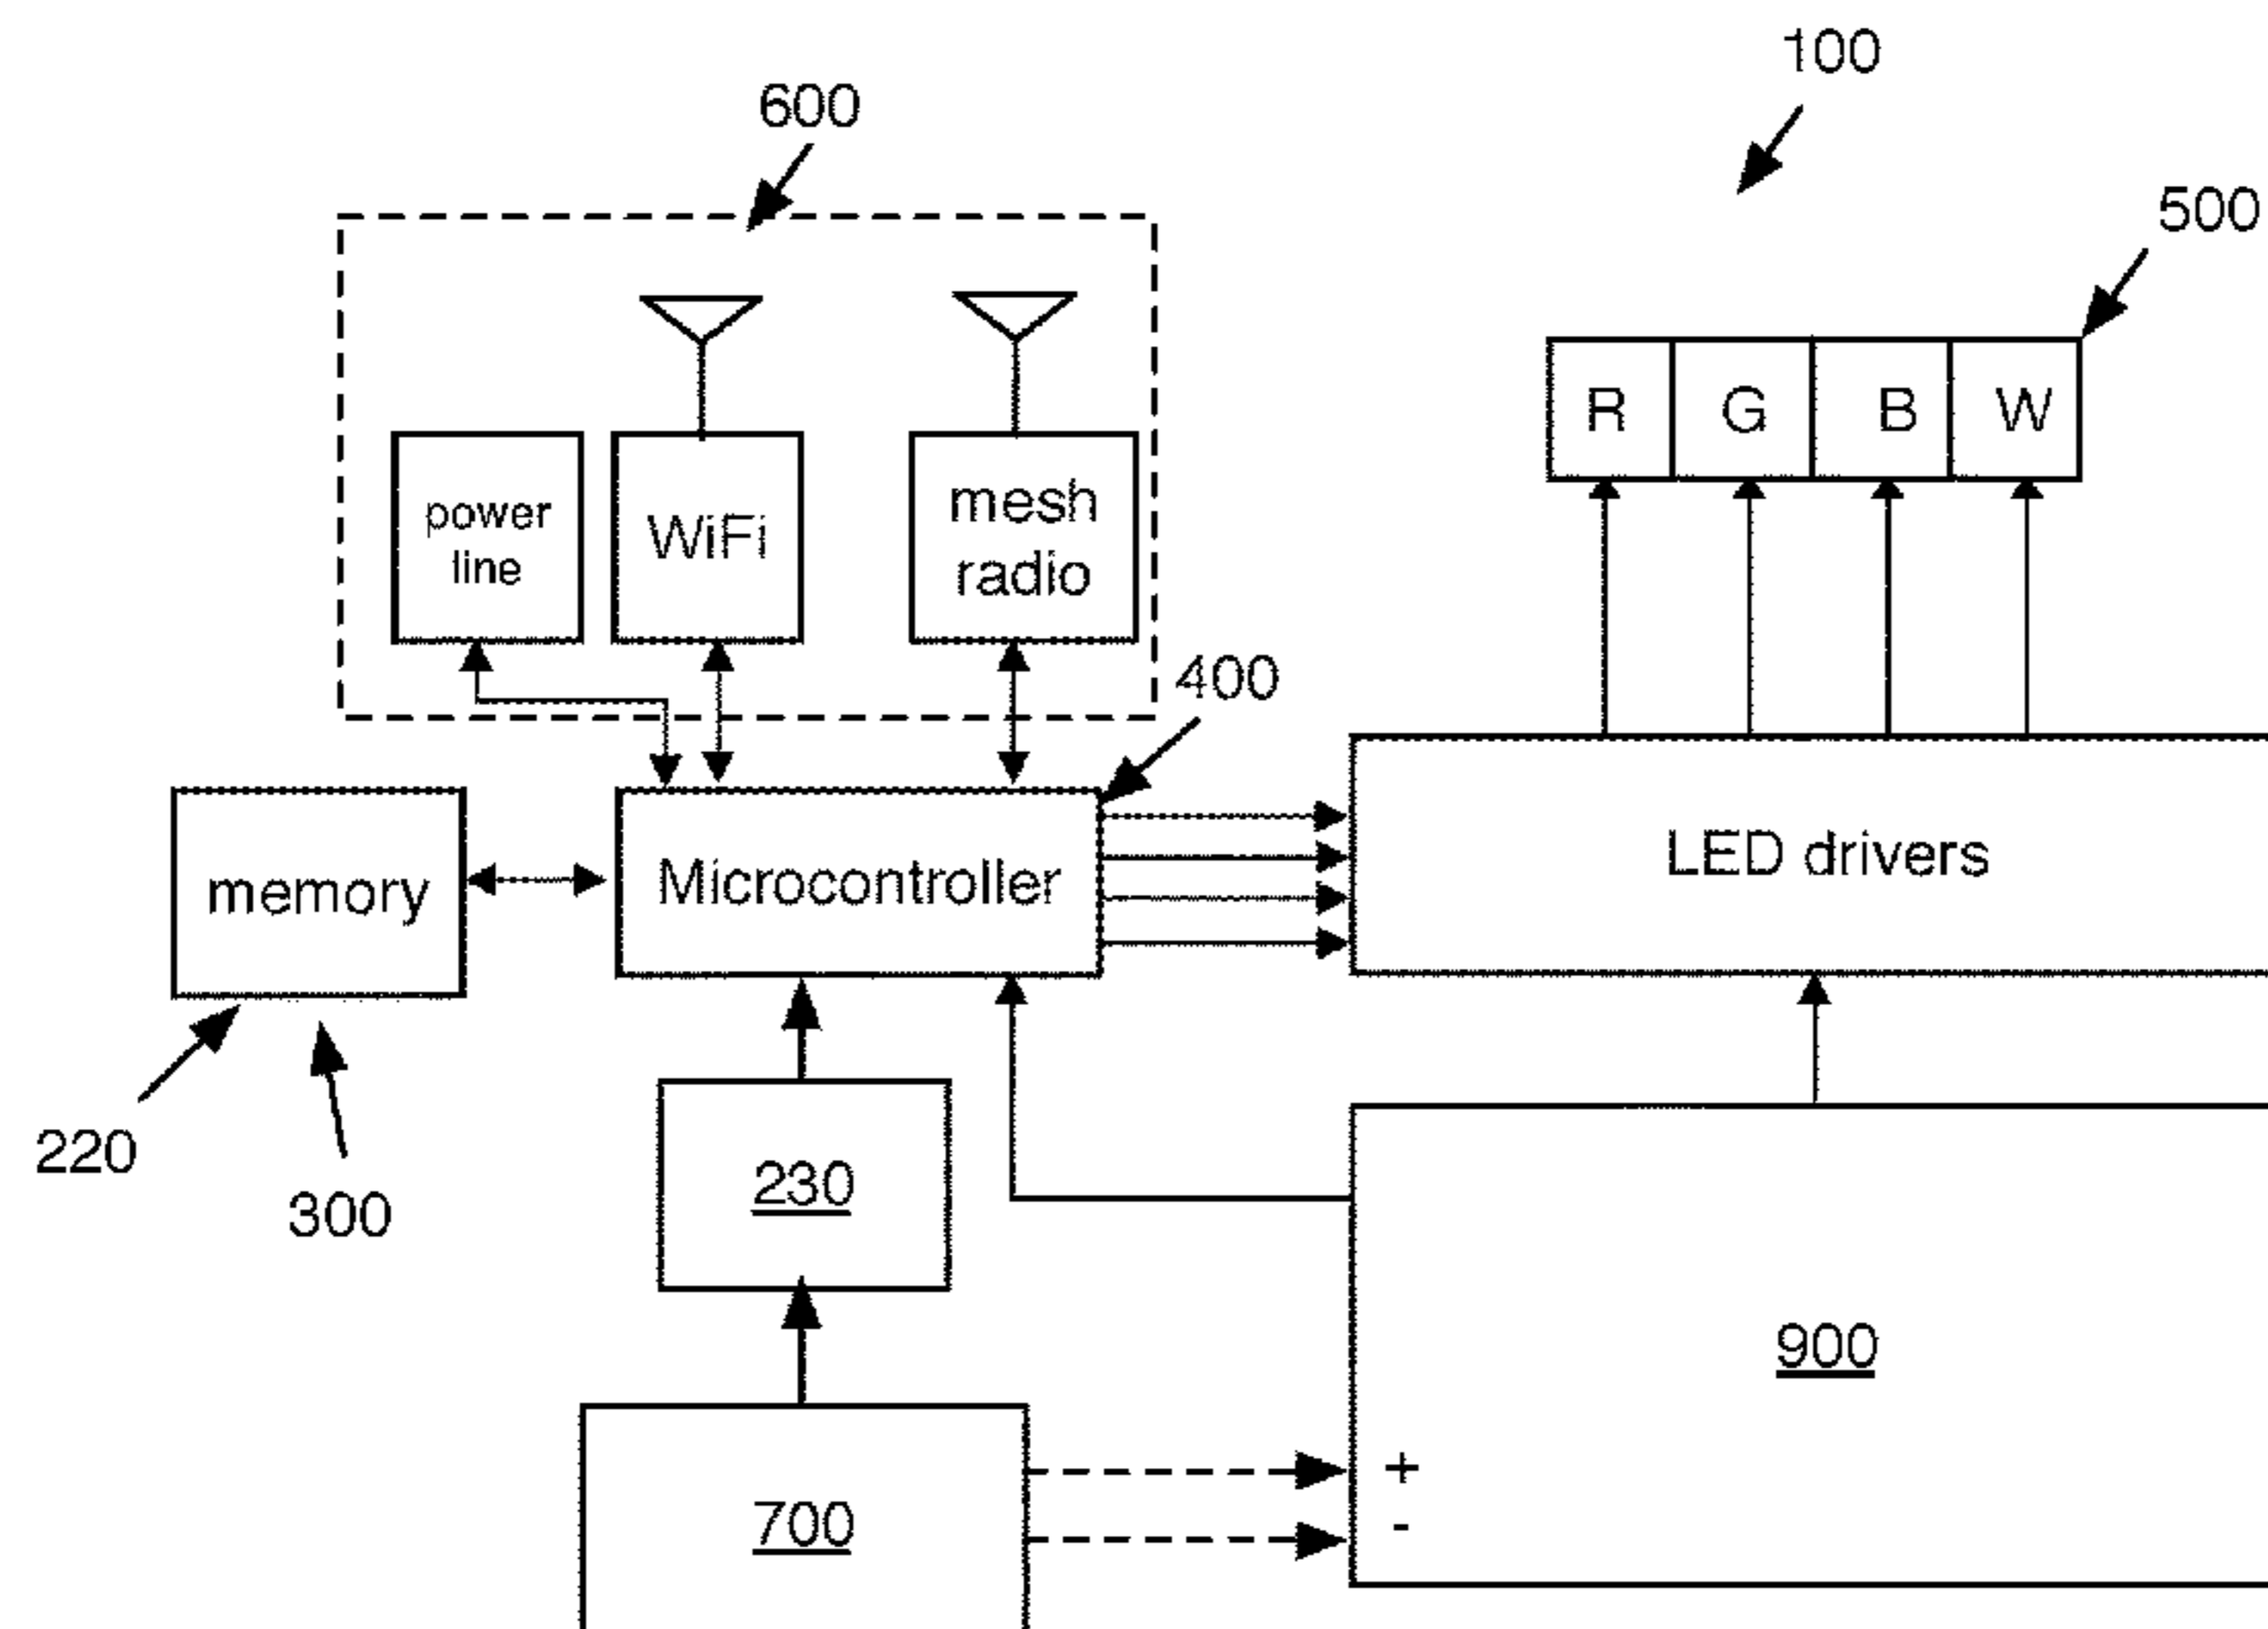 100
600
500
R G B W
power
line
WiFi
mesh
radio
400
memory
Microcontroller
LED drivers
220
300
230
900
700
+
-